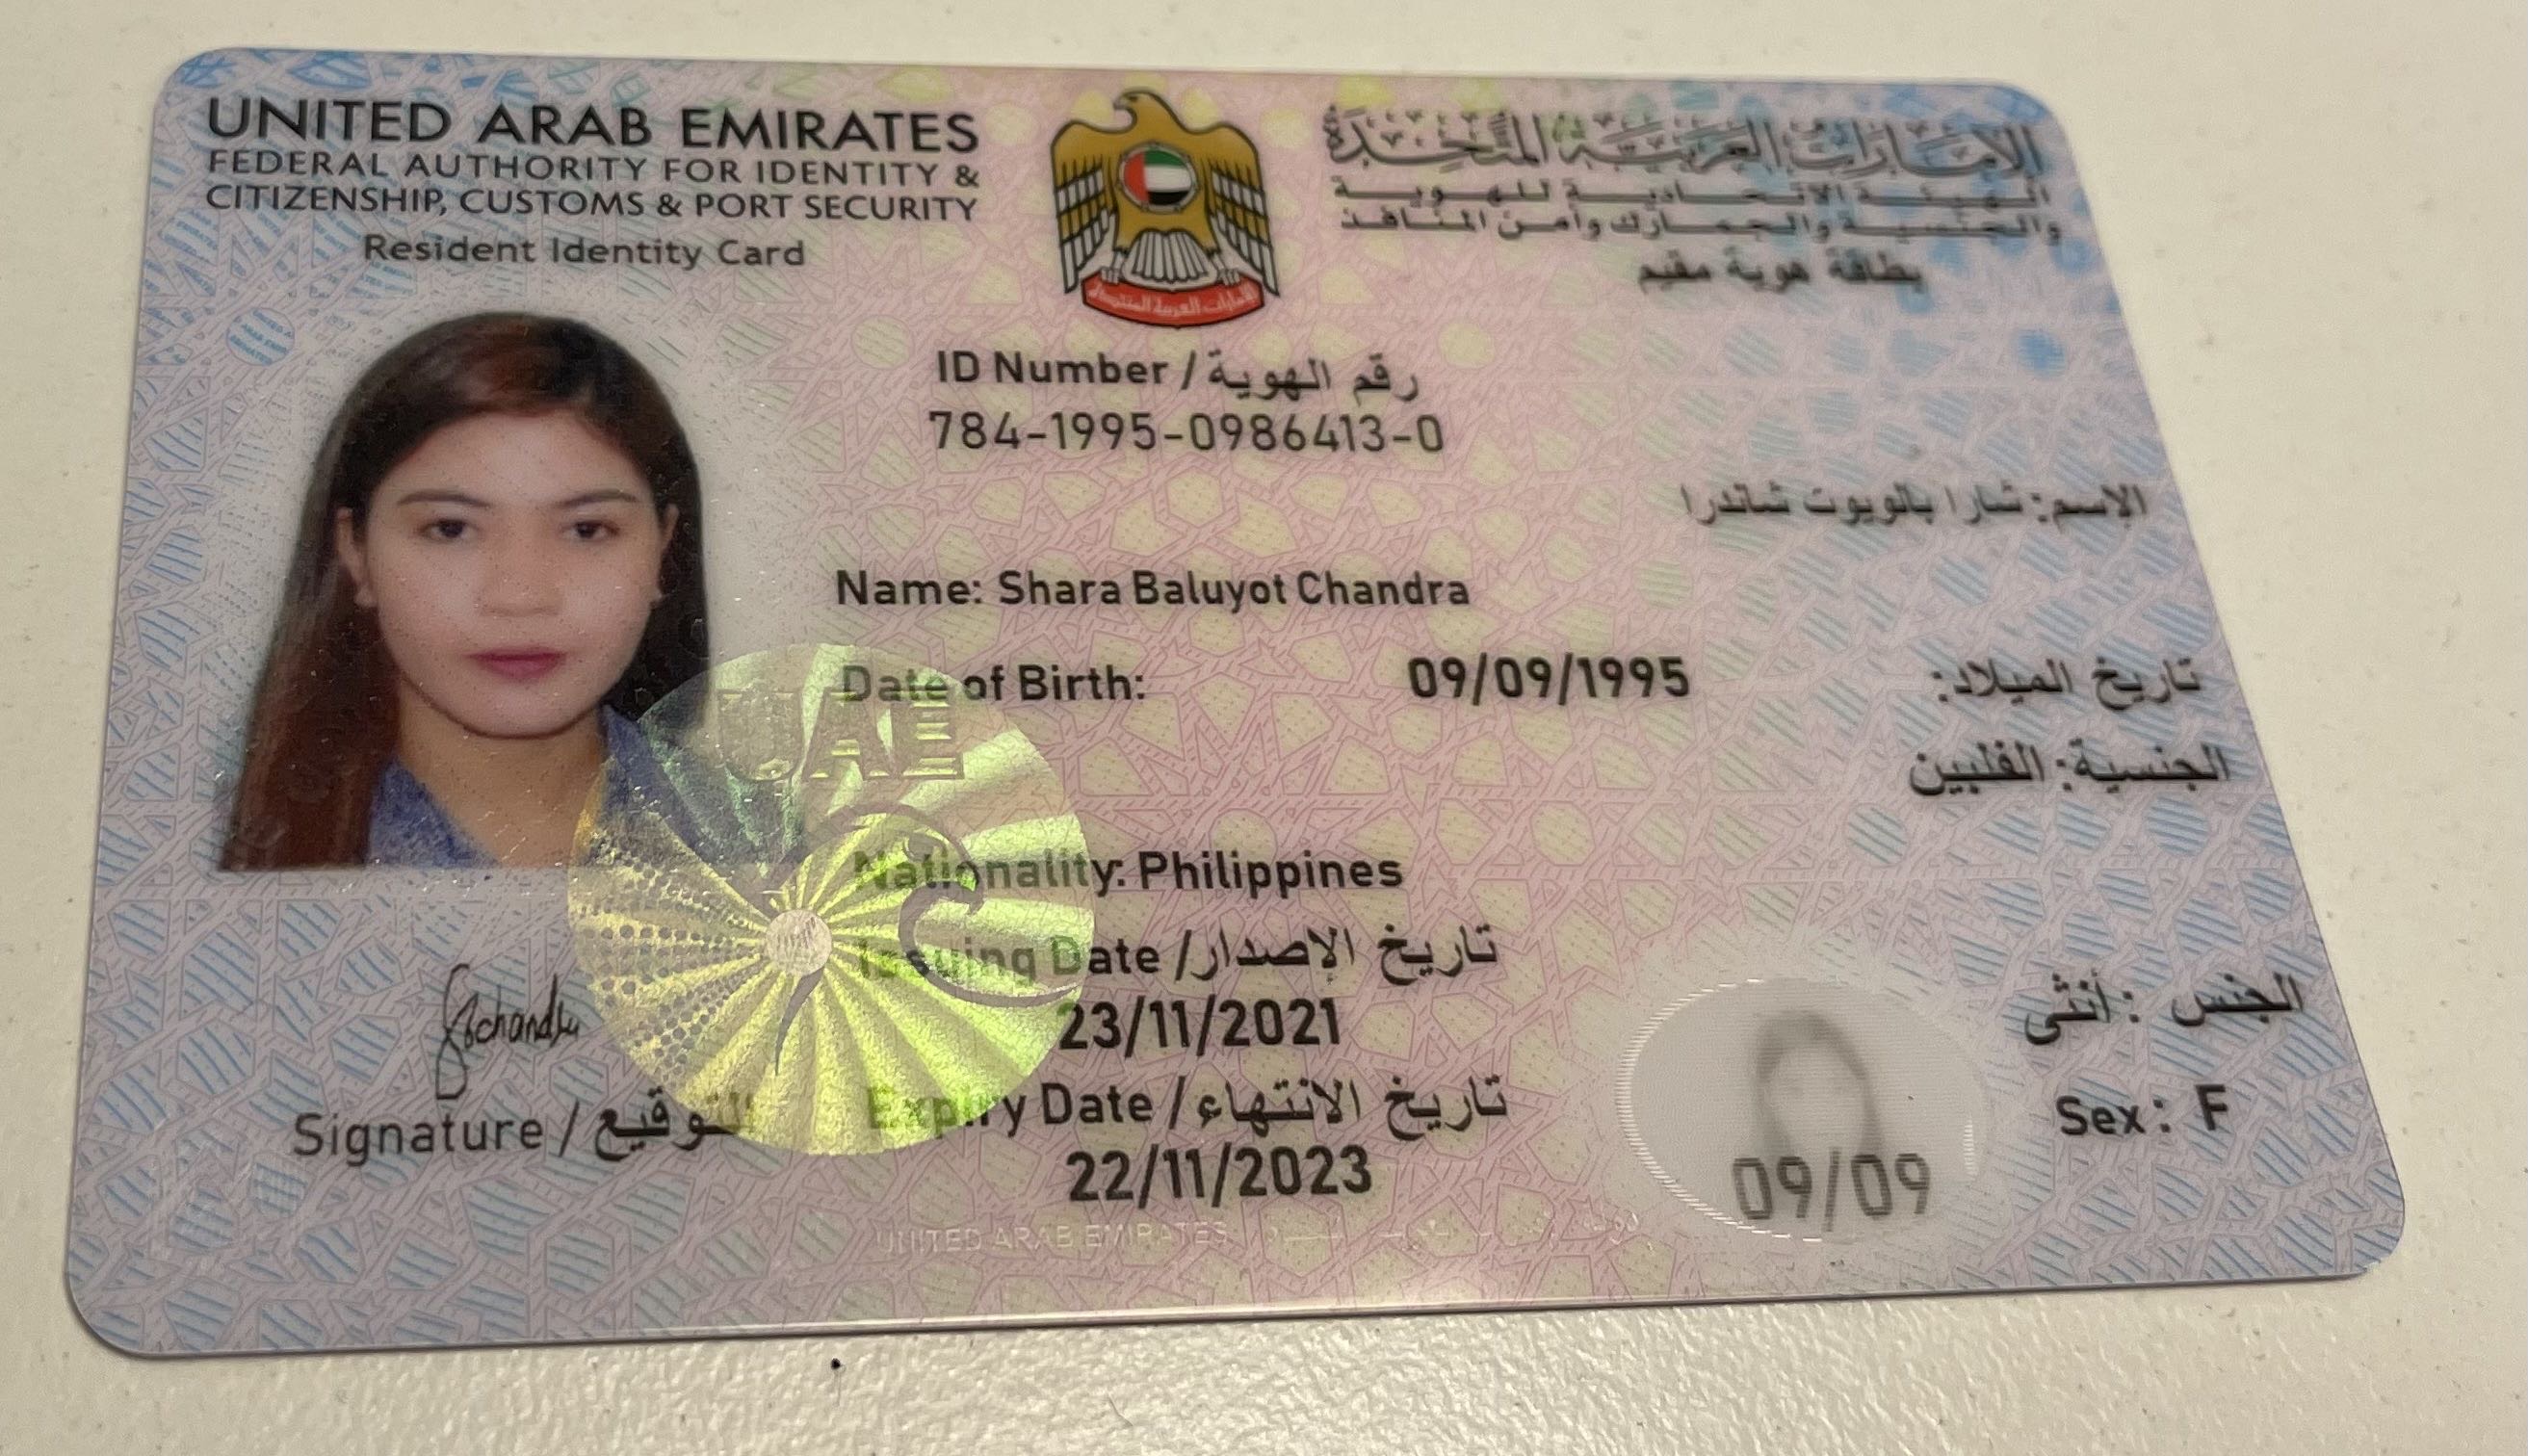 UNITED ARAB EMIRATES
FEDERAL AUTHORITY FOR IDENTITY &
CITIZENSHIP, CUSTOMS & PORT SECURITY
Resident Identity Card
الإمارات العربية المتحدة
الهيئة الاتحادية للهوية
والجنسية والجمارك وأمن المنافذ
بطاقة هوية مقيم
الإمارات العربية المتحدة
ID Number / رقم الهوية
784-1995-0986413-0
الإسم: شارا بالويوت شاندرا
Name: Shara Baluyot Chandra
Date of Birth: 09/09/1995 تاريخ الميلاد:
الجنسية: الفلبين
UAE
Nationality: Philippines
Issuing Date / تاريخ الإصدار
23/11/2021
الجنس : أنثى
Expiry Date / تاريخ الانتهاء
22/11/2023
Sex: F
09/09
Signature / التوقيع
UNITED ARAB EMIRATES